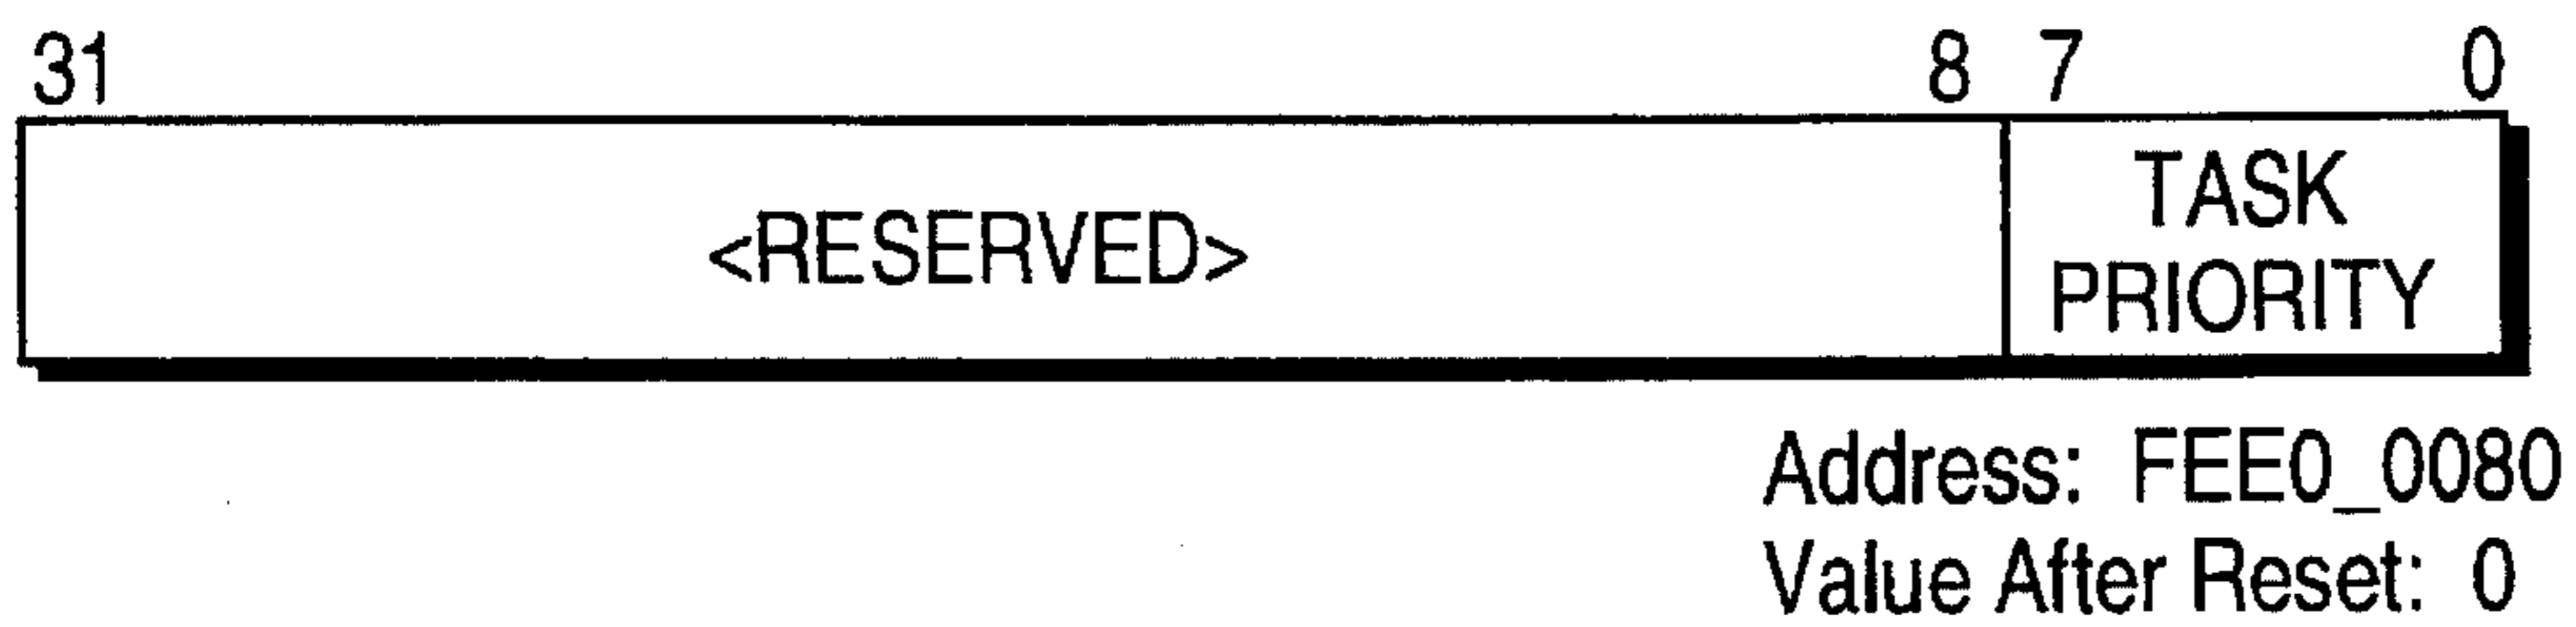 31 8 7 0
<RESERVED>
TASK
PRIORITY
Address: FEE0_0080
Value After Reset: 0